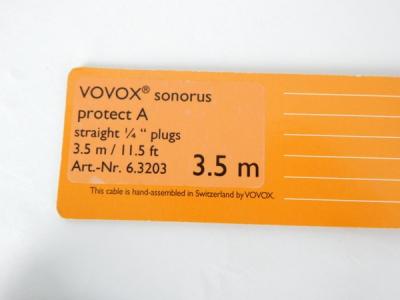 VOVOX® sonorus
protect A
straight ¼ “ plugs
3.5 m / 11.5 ft
Art.-Nr. 6.3203
3.5 m
This cable is hand-assembled in Switzerland by VOVOX.